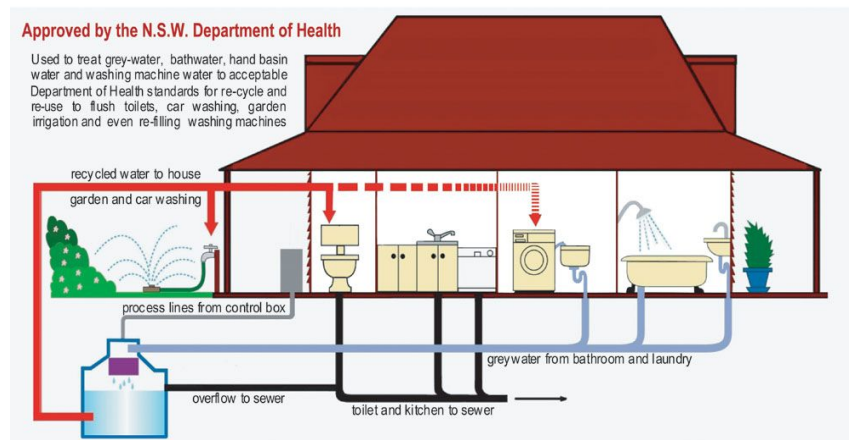 Approved by the N.S.W. Department of Health
Used to treat grey-water, bathwater, hand basin
water and washing machine water to acceptable
Department of Health standards for re-cycle and
re-use to flush toilets, car washing, garden
irrigation and even re-filling washing machines
recycled water to house
garden and car washing
process lines from control box
greywater from bathroom and laundry
overflow to sewer
toilet and kitchen to sewer